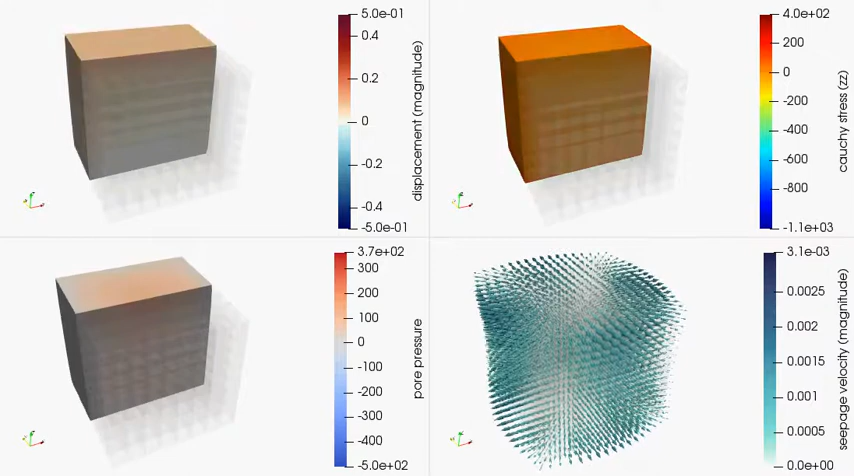 5.0e-01
0.4
0.2
0
-0.2
-0.4
-5.0e-01
displacement (magnitude)
4.0e+02
200
0
-200
-400
-600
-800
-1.1e+03
cauchy stress (zz)
3.7e+02
300
200
100
0
-100
-200
-300
-400
-5.0e+02
pore pressure
3.1e-03
0.0025
0.002
0.0015
0.001
0.0005
0.0e+00
seepage velocity (magnitude)